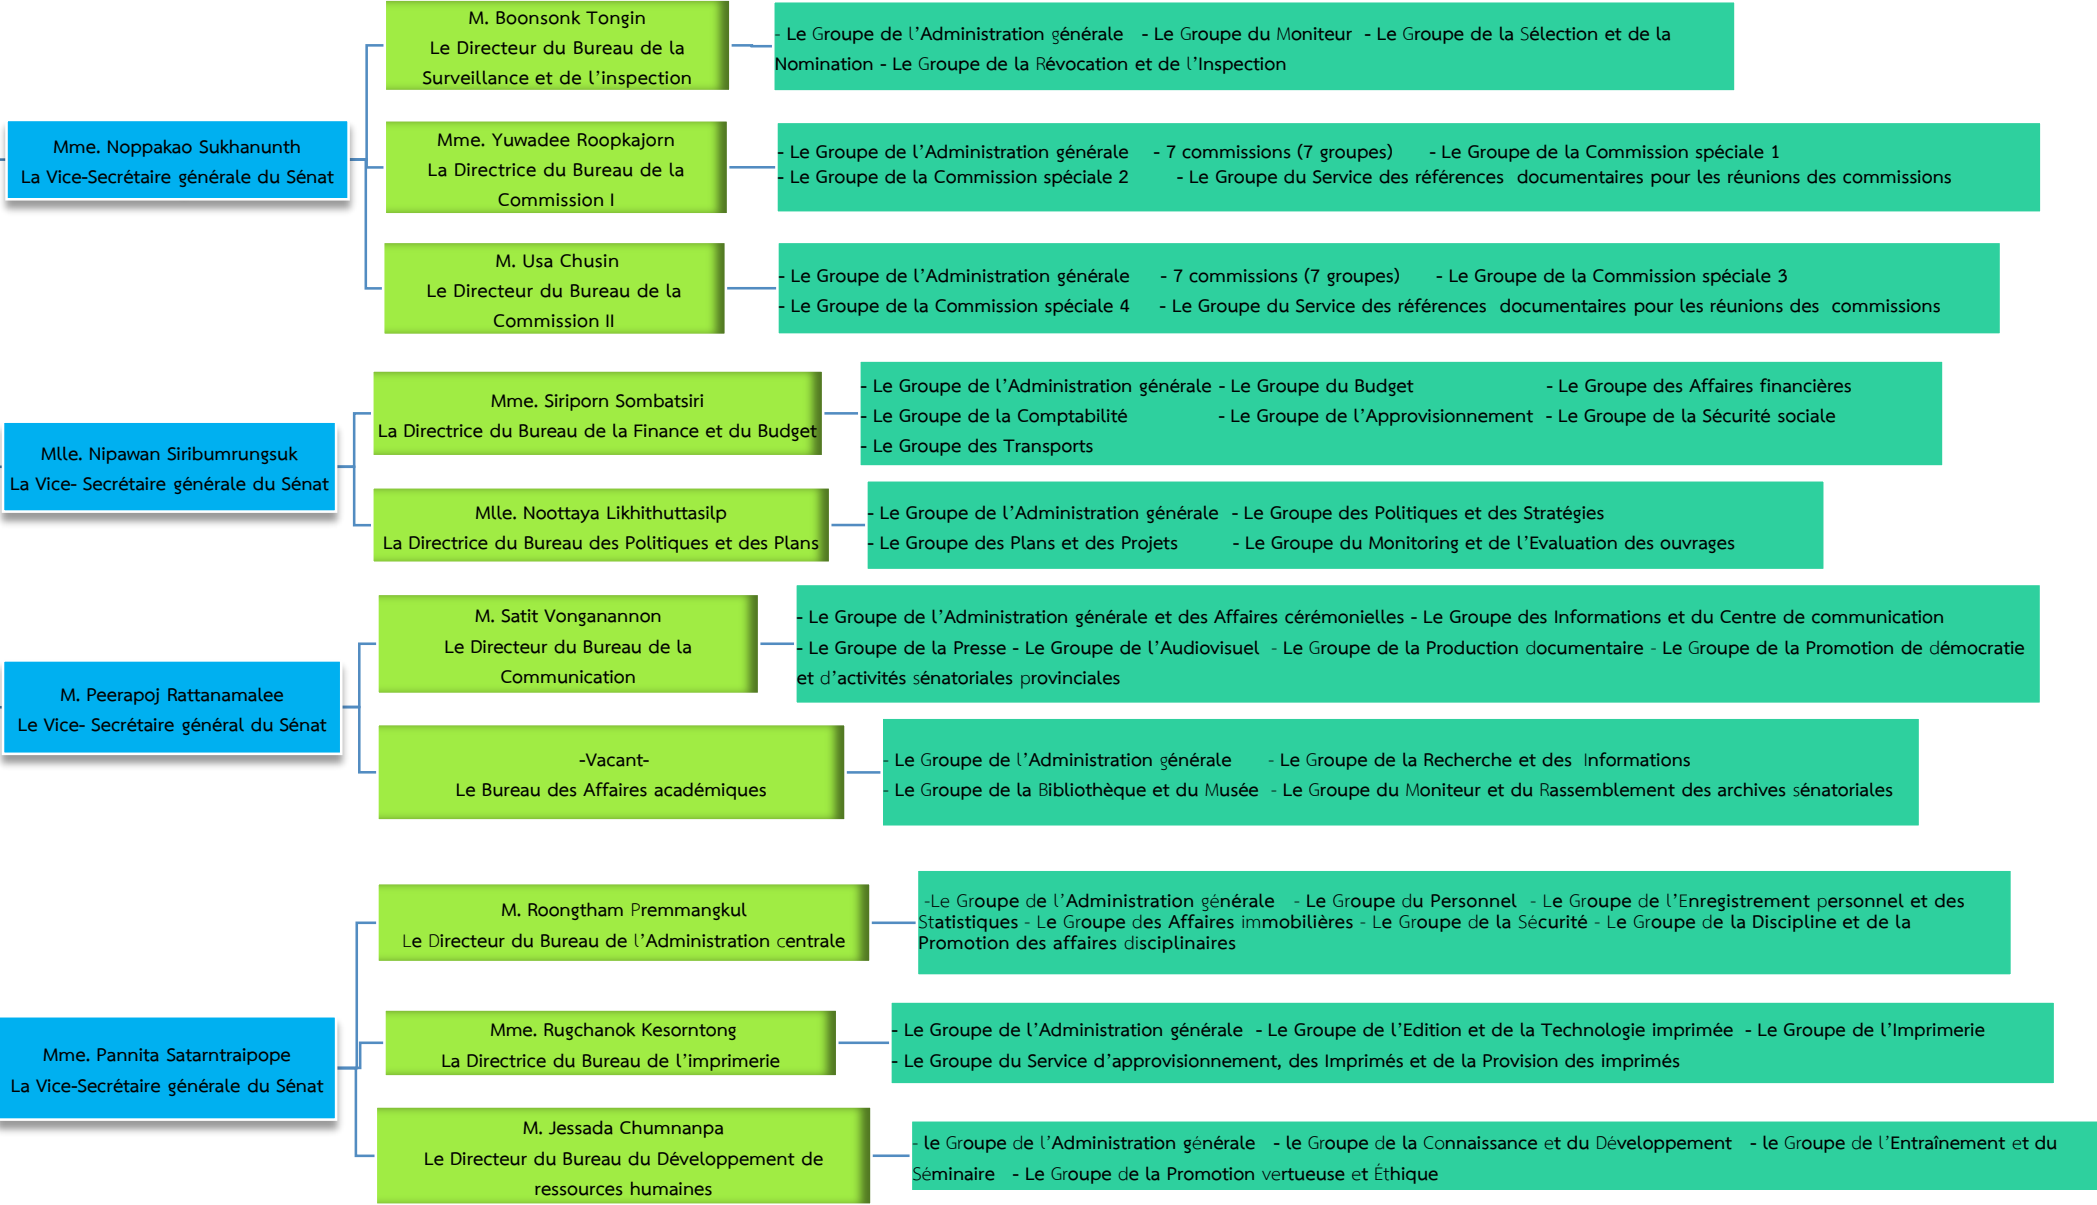 M. Boonsonk Tongin
Le Directeur du Bureau de la
Surveillance et de l'inspection
- Le Groupe de l'Administration générale - Le Groupe du Moniteur - Le Groupe de la Sélection et de la
Nomination - Le Groupe de la Révocation et de l'Inspection
Mme. Noppakao Sukhanunth
La Vice-Secrétaire générale du Sénat
Mme. Yuwadee Roopkajorn
La Directrice du Bureau de la
Commission I
- Le Groupe de l'Administration générale - 7 commissions (7 groupes) - Le Groupe de la Commission spéciale 1
- Le Groupe de la Commission spéciale 2 - Le Groupe du Service des références documentaires pour les réunions des commissions
M. Usa Chusin
Le Directeur du Bureau de la
Commission II
- Le Groupe de l'Administration générale - 7 commissions (7 groupes) - Le Groupe de la Commission spéciale 3
- Le Groupe de la Commission spéciale 4 - Le Groupe du Service des références documentaires pour les réunions des commissions
Mlle. Nipawan Siribumrungsuk
La Vice- Secrétaire générale du Sénat
Mme. Siriporn Sombatsiri
La Directrice du Bureau de la Finance et du Budget
- Le Groupe de l'Administration générale - Le Groupe du Budget - Le Groupe des Affaires financières
- Le Groupe de la Comptabilité - Le Groupe de l'Approvisionnement - Le Groupe de la Sécurité sociale
- Le Groupe des Transports
Mlle. Noottaya Likhithuttasilp
La Directrice du Bureau des Politiques et des Plans
- Le Groupe de l'Administration générale - Le Groupe des Politiques et des Stratégies
- Le Groupe des Plans et des Projets - Le Groupe du Monitoring et de l'Evaluation des ouvrages
M. Peerapoj Rattanamalee
Le Vice- Secrétaire général du Sénat
M. Satit Vonganannon
Le Directeur du Bureau de la
Communication
- Le Groupe de l'Administration générale et des Affaires cérémonielles - Le Groupe des Informations et du Centre de communication
- Le Groupe de la Presse - Le Groupe de l'Audiovisuel - Le Groupe de la Production documentaire - Le Groupe de la Promotion de démocratie
et d'activités sénatoriales provinciales
-Vacant-
Le Bureau des Affaires académiques
- Le Groupe de l'Administration générale - Le Groupe de la Recherche et des Informations
- Le Groupe de la Bibliothèque et du Musée - Le Groupe du Moniteur et du Rassemblement des archives sénatoriales
Mme. Pannita Satarntraipope
La Vice-Secrétaire générale du Sénat
M. Roongtham Premmangkul
Le Directeur du Bureau de l'Administration centrale
-Le Groupe de l'Administration générale - Le Groupe du Personnel - Le Groupe de l'Enregistrement personnel et des
Statistiques - Le Groupe des Affaires immobilières - Le Groupe de la Sécurité - Le Groupe de la Discipline et de la
Promotion des affaires disciplinaires
Mme. Rugchanok Kesorntong
La Directrice du Bureau de l'imprimerie
- Le Groupe de l'Administration générale - Le Groupe de l'Edition et de la Technologie imprimée - Le Groupe de l'Imprimerie
- Le Groupe du Service d'approvisionnement, des Imprimés et de la Provision des imprimés
M. Jessada Chumnanpa
Le Directeur du Bureau du Développement de
ressources humaines
- le Groupe de l'Administration générale - le Groupe de la Connaissance et du Développement - le Groupe de l'Entraînement et du
Séminaire - Le Groupe de la Promotion vertueuse et Éthique